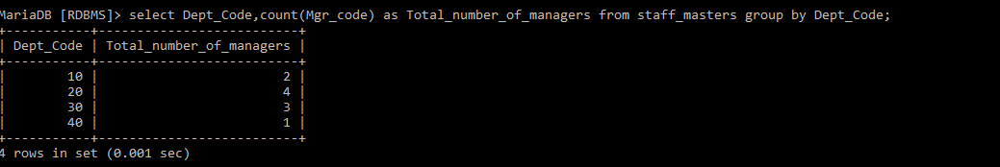 MariaDB [RDBMS]> select Dept_Code,count(Mgr_code) as Total_number_of_managers from staff_masters group by Dept_Code;
+-----------+--------------------------+
| Dept_Code | Total_number_of_managers |
+-----------+--------------------------+
|        10 |                        2 |
|        20 |                        4 |
|        30 |                        3 |
|        40 |                        1 |
+-----------+--------------------------+
4 rows in set (0.001 sec)